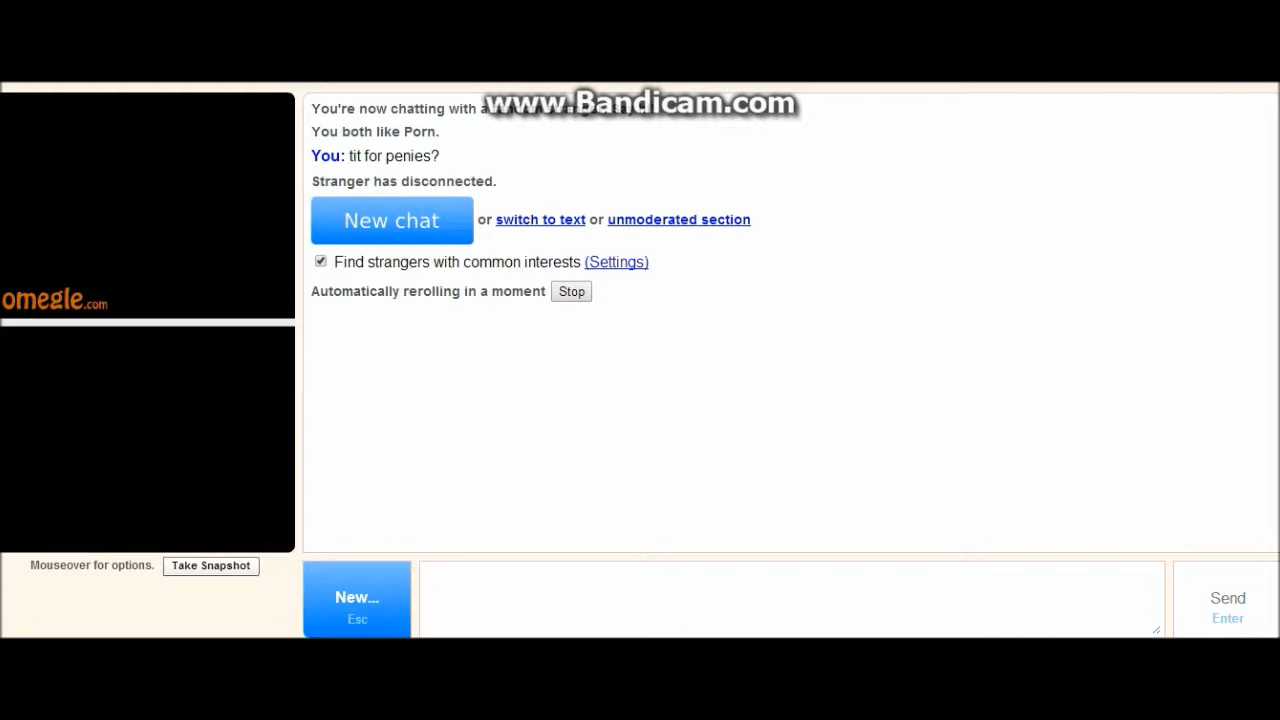 www.Bandicam.com
You're now chatting with a
You both like Porn.
You: tit for penies?
Stranger has disconnected.
New chat or switch to text or unmoderated section
Find strangers with common interests (Settings)
Automatically rerolling in a moment Stop
omegle.com
Mouseover for options. Take Snapshot
New...
Esc
Send
Enter